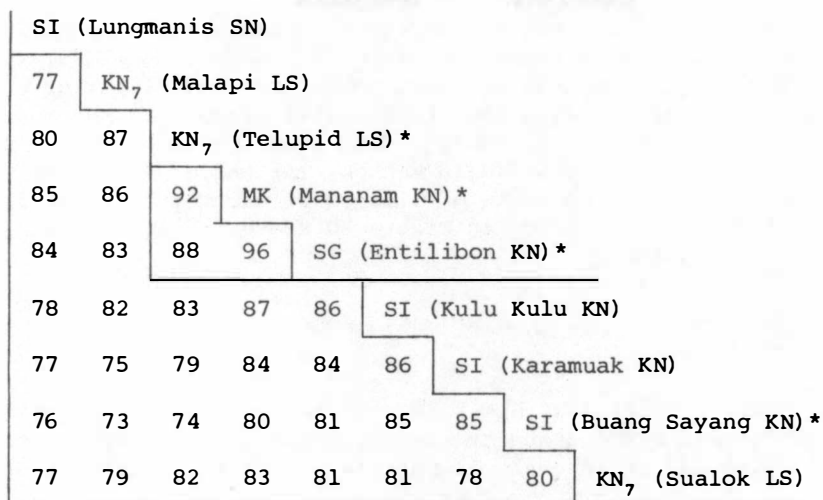 SI (Lungmanis SN)
77 KN₇ (Malapi LS)
80 87 KN₇ (Telupid LS)*
85 86 92 MK (Mananam KN)*
84 83 88 96 SG (Entilibon KN)*
78 82 83 87 86 SI (Kulu Kulu KN)
77 75 79 84 84 86 SI (Karamuak KN)
76 73 74 80 81 85 85 SI (Buang Sayang KN)*
77 79 82 83 81 81 78 80 KN₇ (Sualok LS)